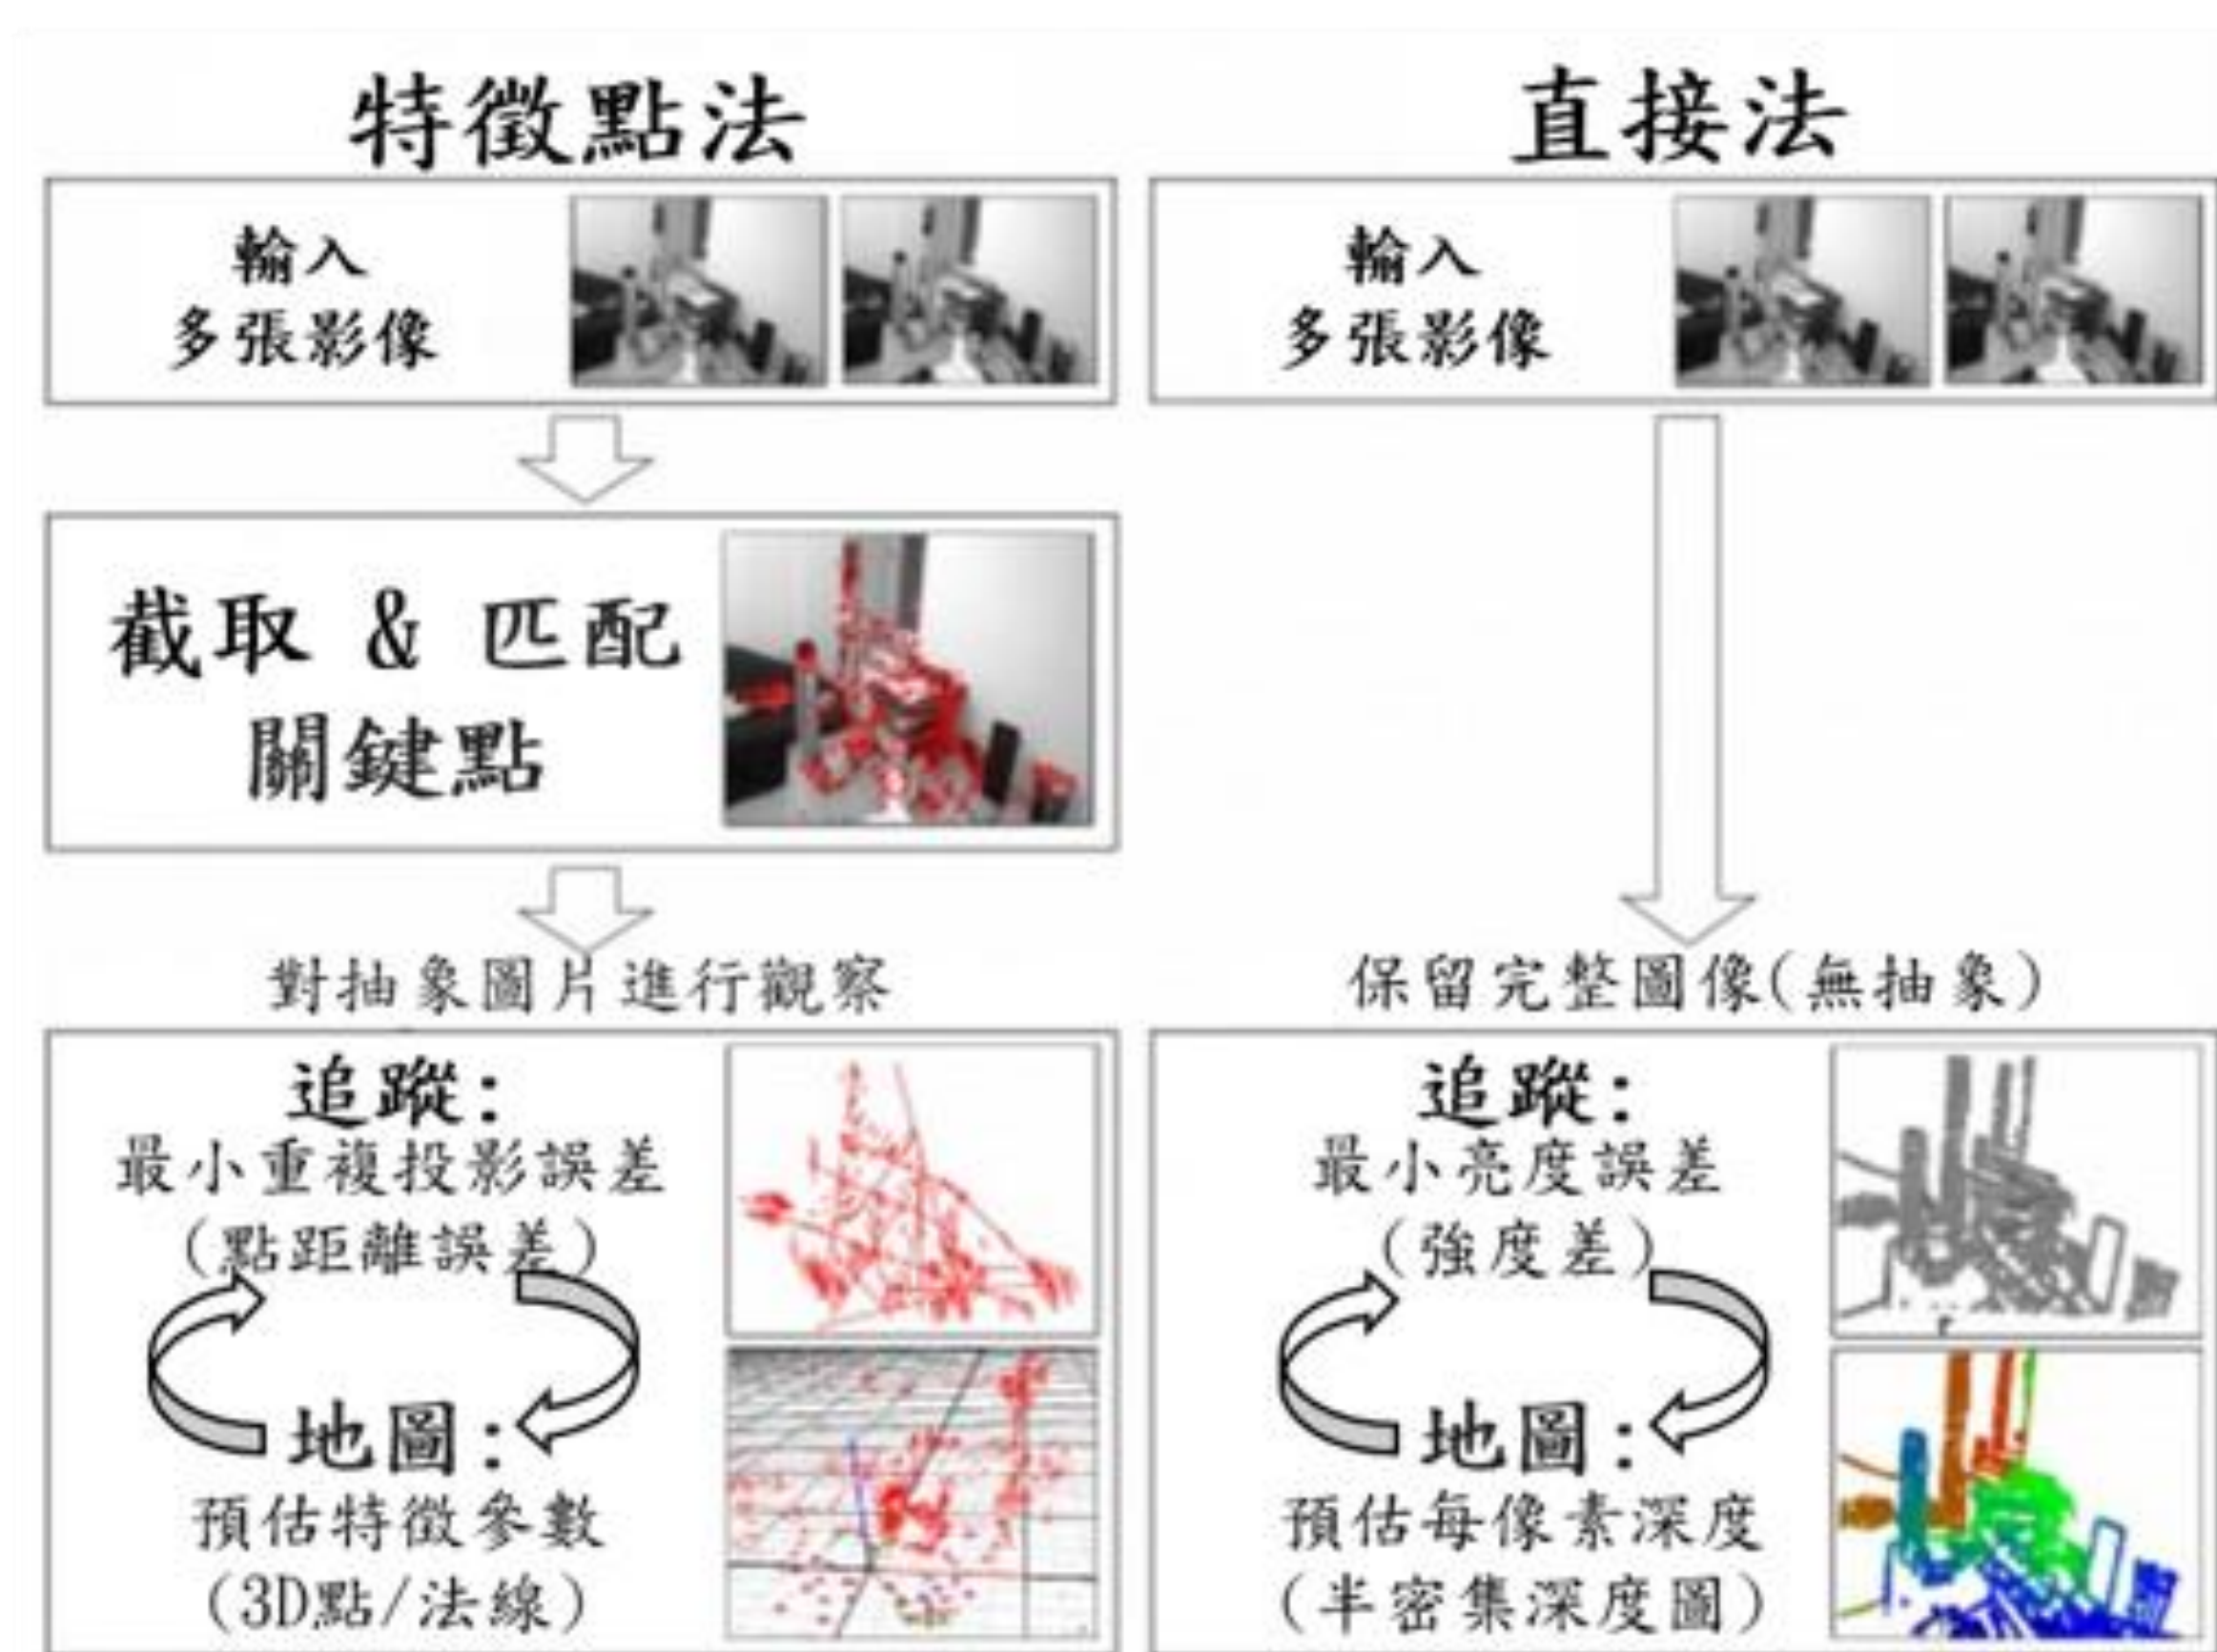 特徵點法
輸入
多張影像
截取 & 匹配
關鍵點
對抽象圖片進行觀察
追蹤:
最小重複投影誤差
(點距離誤差)
地圖:
預估特徵參數
(3D點/法線)
直接法
輸入
多張影像
保留完整圖像(無抽象)
追蹤:
最小亮度誤差
(強度差)
地圖:
預估每像素深度
(半密集深度圖)